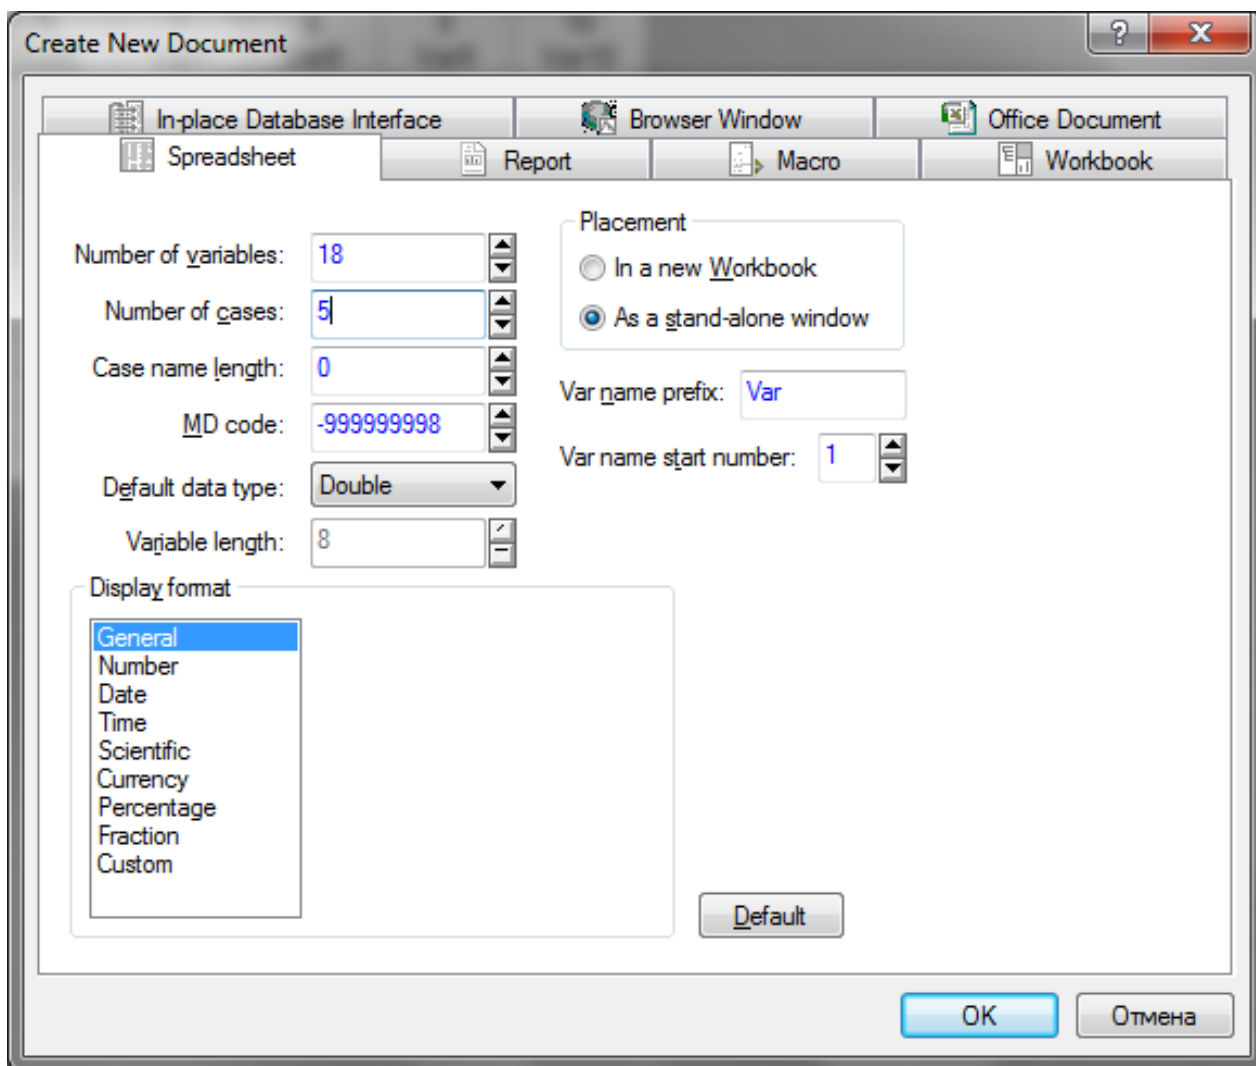 Create New Document
In-place Database Interface Browser Window Office Document
Spreadsheet Report Macro Workbook
Placement
Number of variables: 18
In a new Workbook
Number of cases: 5
As a stand-alone window
Case name length: 0
Var name prefix: Var
MD code: -999999998
Var name start number: 1
Default data type: Double
Variable length: 8
Display format
General
Number
Date
Time
Scientific
Currency
Percentage
Fraction
Custom
Default
OK Отмена